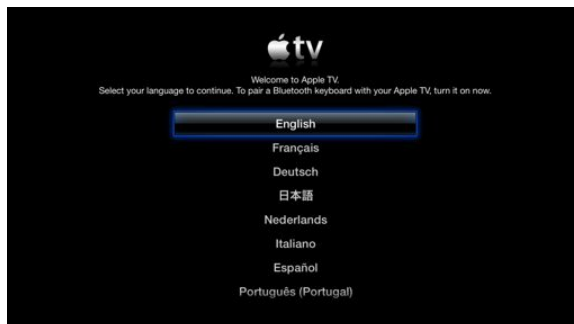 tv
Welcome to Apple TV.
Select your language to continue. To pair a Bluetooth keyboard with your Apple TV, turn it on now.
English
Français
Deutsch
日本語
Nederlands
Italiano
Español
Português (Portugal)